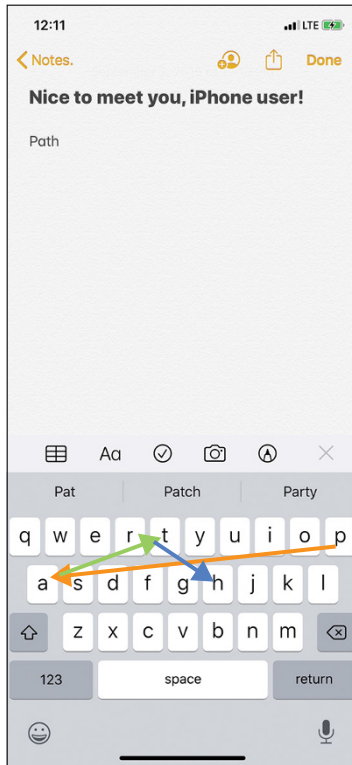 12:11 LTE
Notes. Done
Nice to meet you, iPhone user!
Path
Aa
Pat Patch Party
q w e r t y u i o p
a s d f g h j k l
z x c v b n m
123 space return